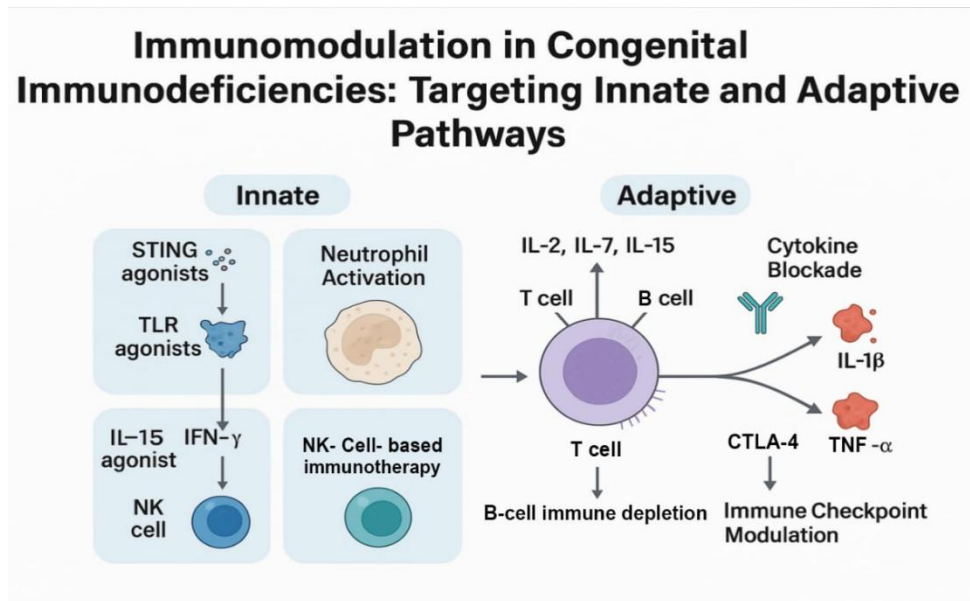 Immunomodulation in Congenital
Immunodeficiencies: Targeting Innate and Adaptive
Pathways
Innate
STING
agonists
TLR
agonists
IL-15
agonist
IFN-γ
NK
cell
Neutrophil
Activation
NK- Cell- based
immunotherapy
Adaptive
IL-2, IL-7, IL-15
T cell
B cell
T cell
B-cell immune depletion
Cytokine
Blockade
IL-1β
TNF -α
CTLA-4
Immune Checkpoint
Modulation